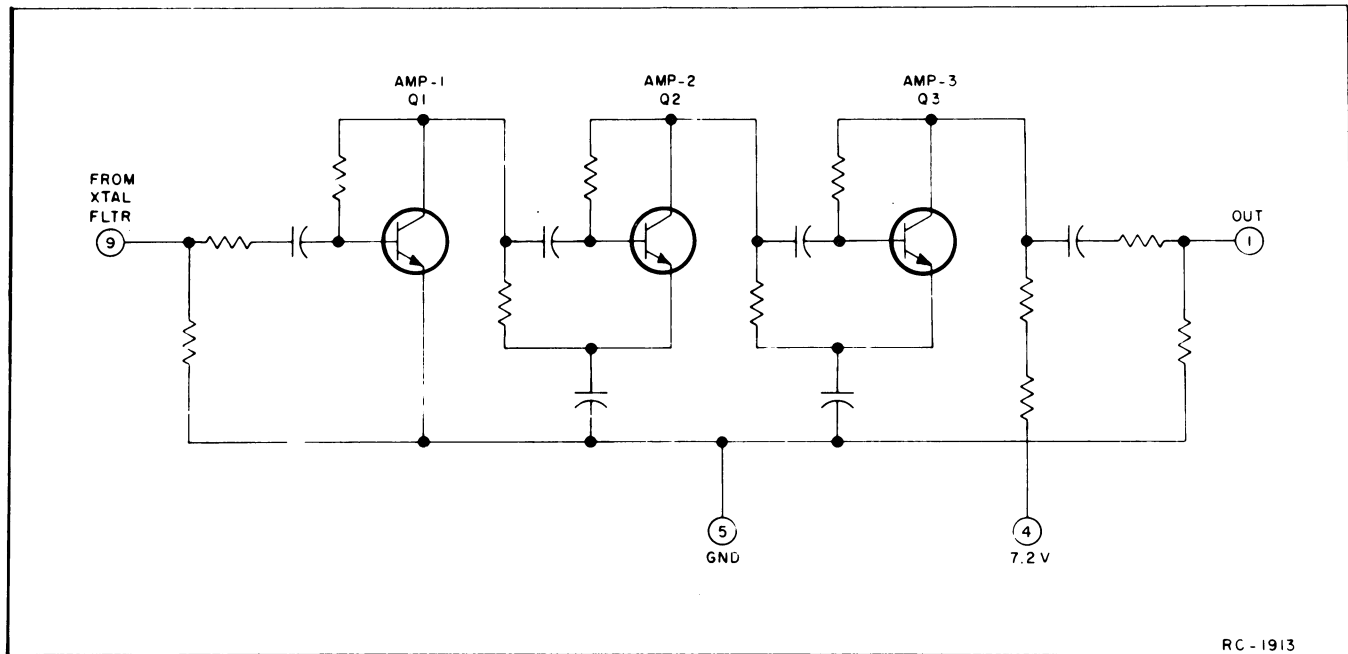 AMP-1
Q1
AMP-2
Q2
AMP-3
Q3
FROM
XTAL
FLTR
9
OUT
1
5
GND
4
7.2 V
RC-1913